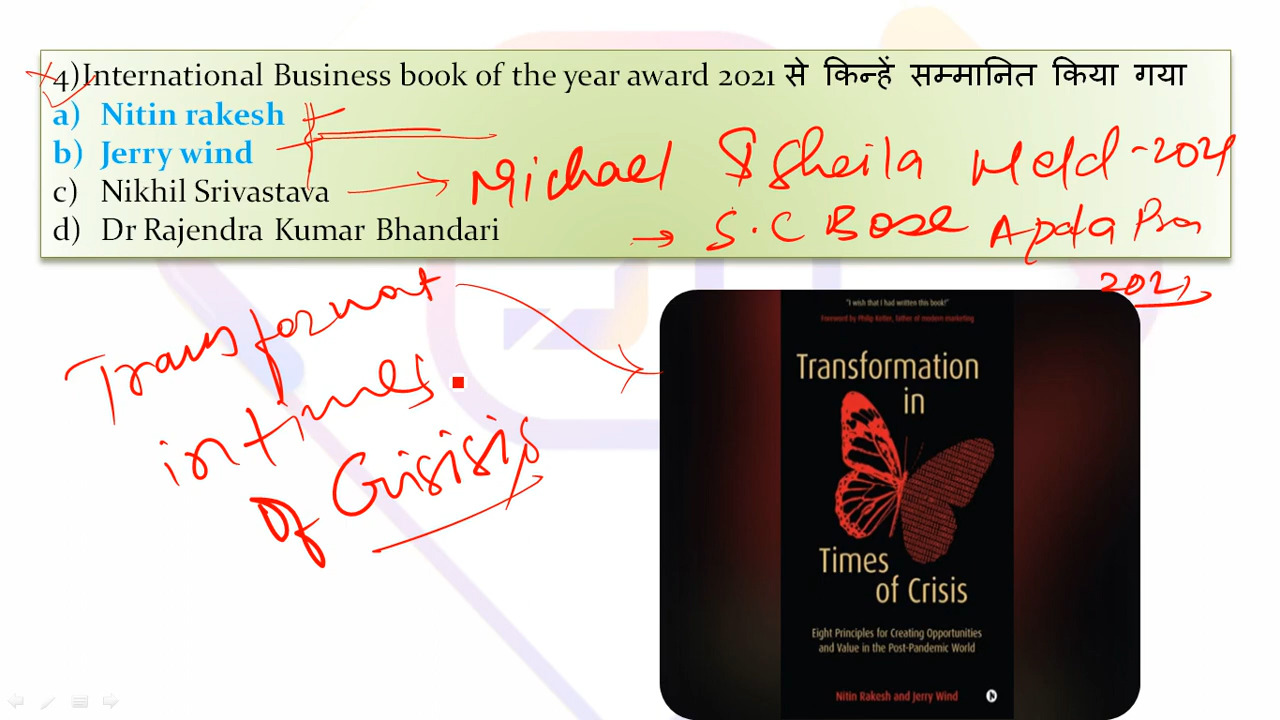 4)International Business book of the year award 2021 से किन्हें सम्मानित किया गया
a) Nitin rakesh
b) Jerry wind
c) Nikhil Srivastava
d) Dr Rajendra Kumar Bhandari
Michael & Sheila Held - 2021
→ S.C Bose Apda Pra
2021
Transformat
in times
of Crisisis
"I wish that I had written this book!"
Foreword by Philip Kotler, father of modern marketing
Transformation
in
Times
of Crisis
Eight Principles for Creating Opportunities
and Value in the Post-Pandemic World
Nitin Rakesh and Jerry Wind